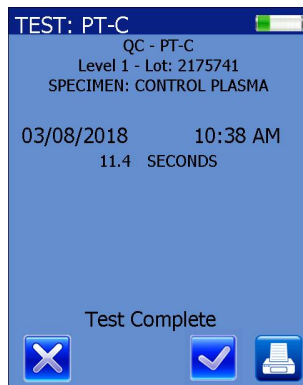 TEST: PT-C
QC - PT-C
Level 1 - Lot: 2175741
SPECIMEN: CONTROL PLASMA
03/08/2018 10:38 AM
11.4 SECONDS
Test Complete